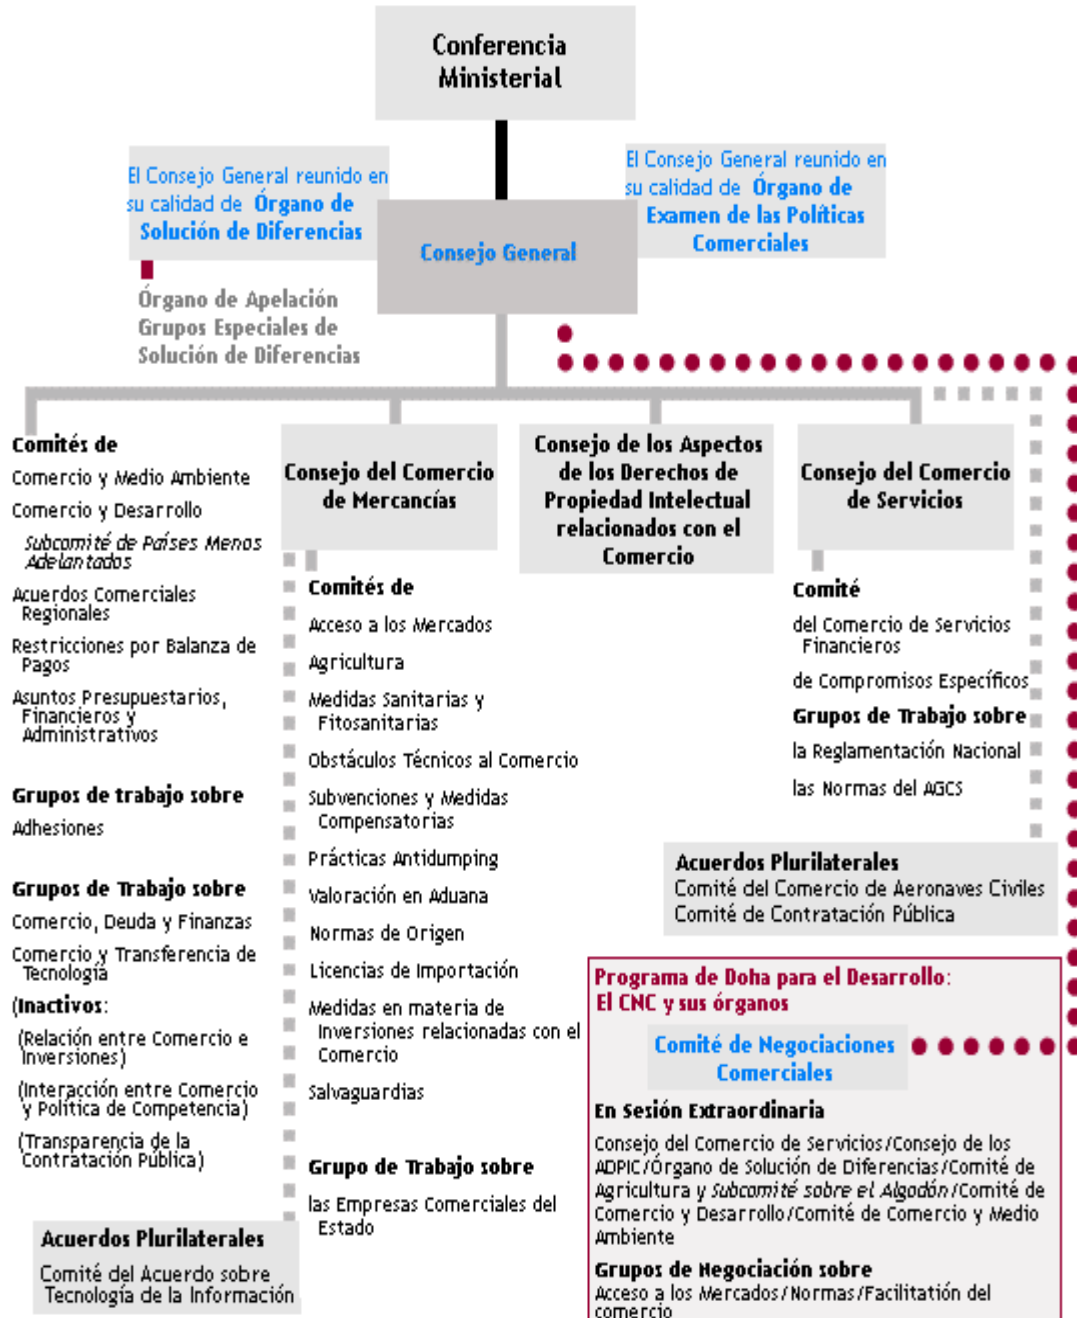 Conferencia
Ministerial
El Consejo General reunido en
su calidad de Órgano de
Solución de Diferencias
El Consejo General reunido en
su calidad de Órgano de
Examen de las Políticas
Comerciales
Consejo General
Órgano de Apelación
Grupos Especiales de
Solución de Diferencias
Comités de
Comercio y Medio Ambiente
Comercio y Desarrollo
Subcomité de Países Menos
Adelantados
Acuerdos Comerciales
Regionales
Restricciones por Balanza de
Pagos
Asuntos Presupuestarios,
Financieros y
Administrativos
Grupos de trabajo sobre
Adhesiones
Grupos de Trabajo sobre
Comercio, Deuda y Finanzas
Comercio y Transferencia de
Tecnología
(Inactivos:
(Relación entre Comercio e
Inversiones)
(Interacción entre Comercio
y Política de Competencia)
(Transparencia de la
Contratación Pública)
Acuerdos Plurilaterales
Comité del Acuerdo sobre
Tecnología de la Información
Consejo del Comercio
de Mercancías
Comités de
Acceso a los Mercados
Agricultura
Medidas Sanitarias y
Fitosanitarias
Obstáculos Técnicos al Comercio
Subvenciones y Medidas
Compensatorias
Prácticas Antidumping
Valoración en Aduana
Normas de Origen
Licencias de Importación
Medidas en materia de
Inversiones relacionadas con el
Comercio
Salvaguardias
Grupo de Trabajo sobre
las Empresas Comerciales del
Estado
Consejo de los Aspectos
de los Derechos de
Propiedad Intelectual
relacionados con el
Comercio
Consejo del Comercio
de Servicios
Comité
del Comercio de Servicios
Financieros
de Compromisos Específicos
Grupos de Trabajo sobre
la Reglamentación Nacional
las Normas del AGCS
Acuerdos Plurilaterales
Comité del Comercio de Aeronaves Civiles
Comité de Contratación Pública
Programa de Doha para el Desarrollo:
El CNC y sus órganos
Comité de Negociaciones
Comerciales
En Sesión Extraordinaria
Consejo del Comercio de Servicios/Consejo de los
ADPIC/Órgano de Solución de Diferencias/Comité de
Agricultura y Subcomité sobre el Algodón/Comité de
Comercio y Desarrollo/Comité de Comercio y Medio
Ambiente
Grupos de Negociación sobre
Acceso a los Mercados/Normas/Facilitatión del
comercio